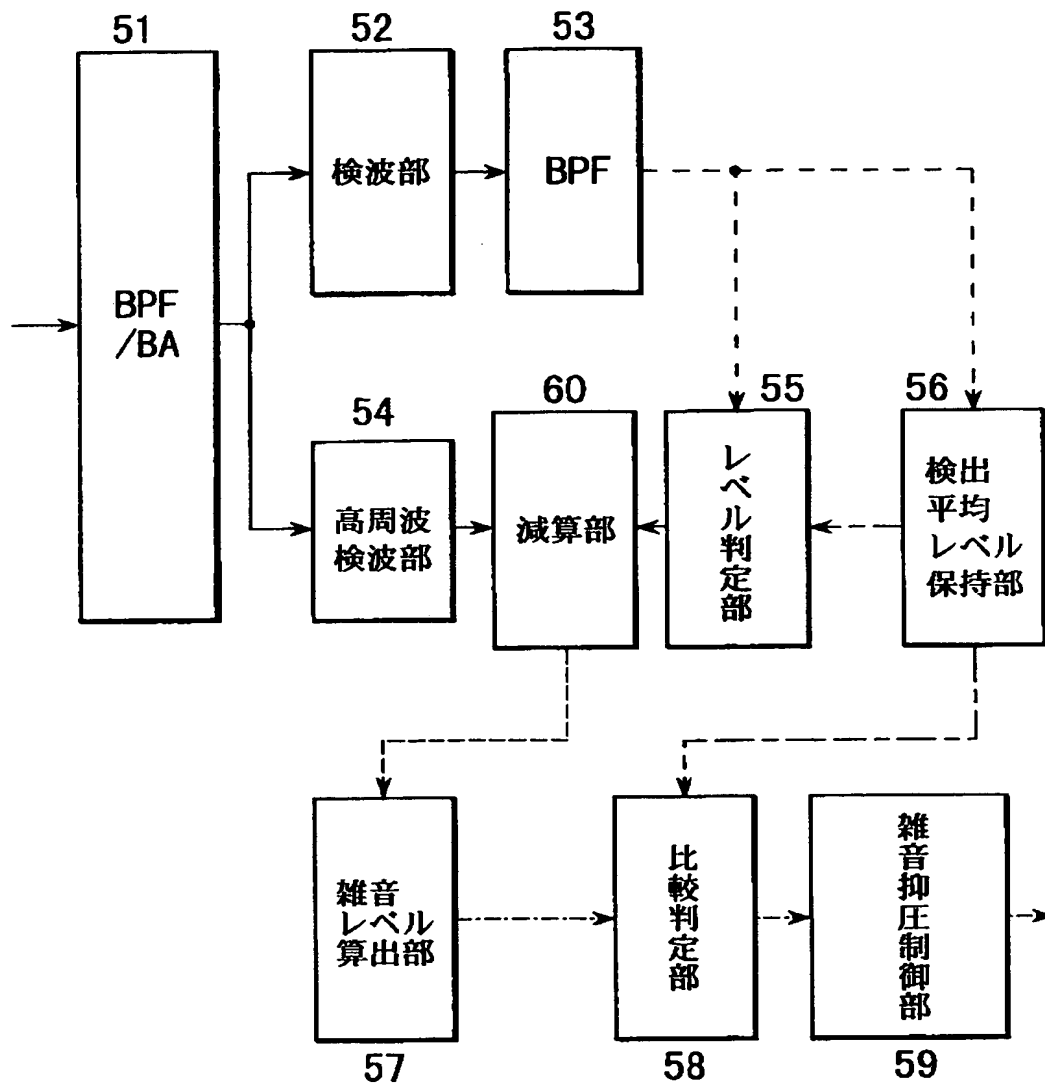 51
52
53
BPF
/BA
検波部
BPF
54
60
55
56
高周波
検波部
減算部
レベル判定部
検出
平均
レベル
保持部
雑音
レベル
算出部
比較判定部
雑音抑圧制御部
57
58
59